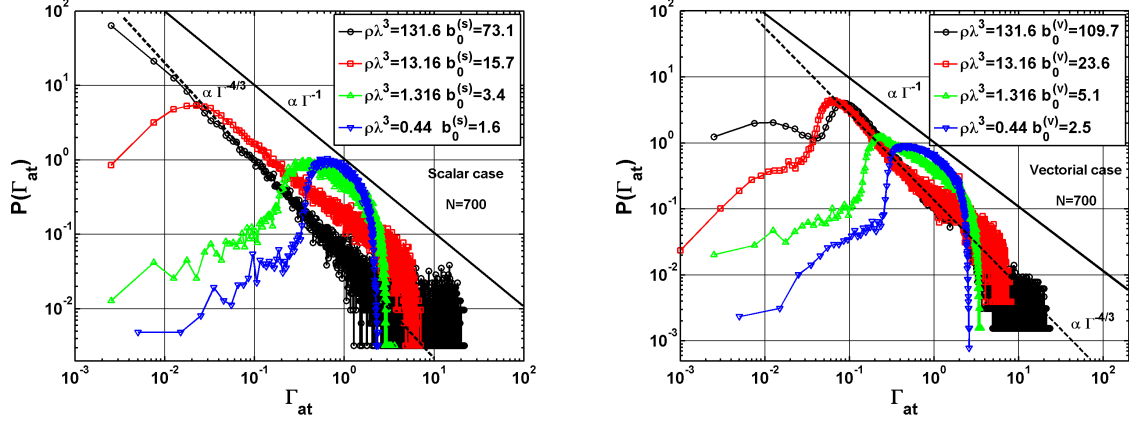 ρλ³=131.6 b₀⁽ˢ⁾=73.1
ρλ³=13.16 b₀⁽ˢ⁾=15.7
ρλ³=1.316 b₀⁽ˢ⁾=3.4
ρλ³=0.44 b₀⁽ˢ⁾=1.6
α Γ⁻⁴ᐟ³
α Γ⁻¹
Scalar case
N=700
P(Γat)
10²
10¹
10⁰
10⁻¹
10⁻²
10⁻³
10⁻²
10⁻¹
10⁰
10¹
10²
Γat
ρλ³=131.6 b₀⁽ᵛ⁾=109.7
ρλ³=13.16 b₀⁽ᵛ⁾=23.6
ρλ³=1.316 b₀⁽ᵛ⁾=5.1
ρλ³=0.44 b₀⁽ᵛ⁾=2.5
α Γ⁻¹
Vectorial case
N=700
α Γ⁻⁴ᐟ³
P(Γat)
10²
10¹
10⁰
10⁻¹
10⁻²
10⁻³
10⁻³
10⁻²
10⁻¹
10⁰
10¹
10²
Γat